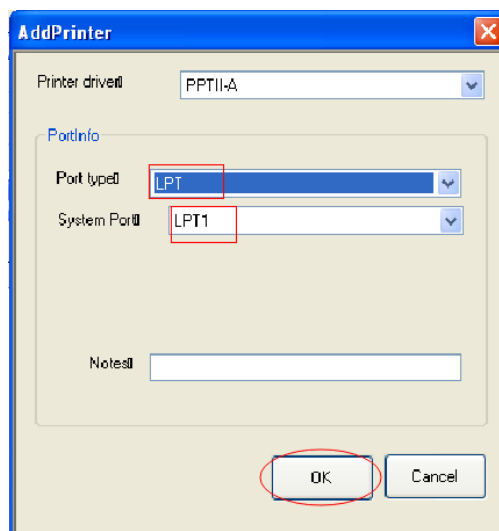 AddPrinter
Printer driver▯ PPTII-A
PortInfo
Port type▯ LPT
System Port▯ LPT1
Notes▯
OK Cancel